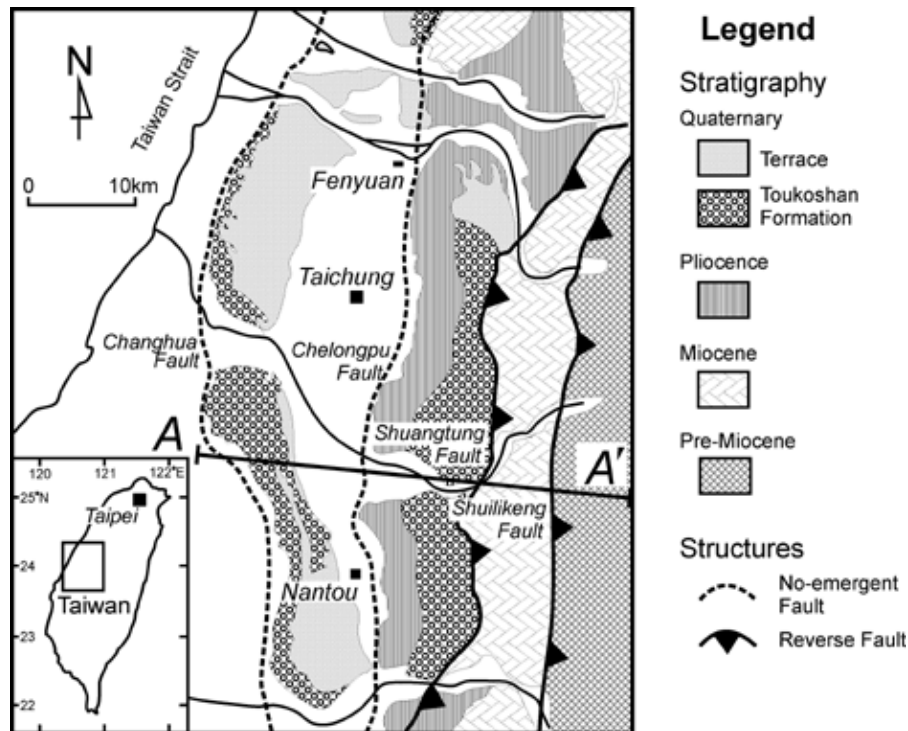 N
Taiwan Strait
0 10km
Fenyuan
Taichung
Changhua
Fault
Chelongpu
Fault
A
Shuangtung
Fault
A'
Shuilikeng
Fault
Nantou
120 121 122°E
25°N
Taipei
24
Taiwan
23
22
Legend
Stratigraphy
Quaternary
Terrace
Toukoshan
Formation
Pliocence
Miocene
Pre-Miocene
Structures
No-emergent
Fault
Reverse Fault